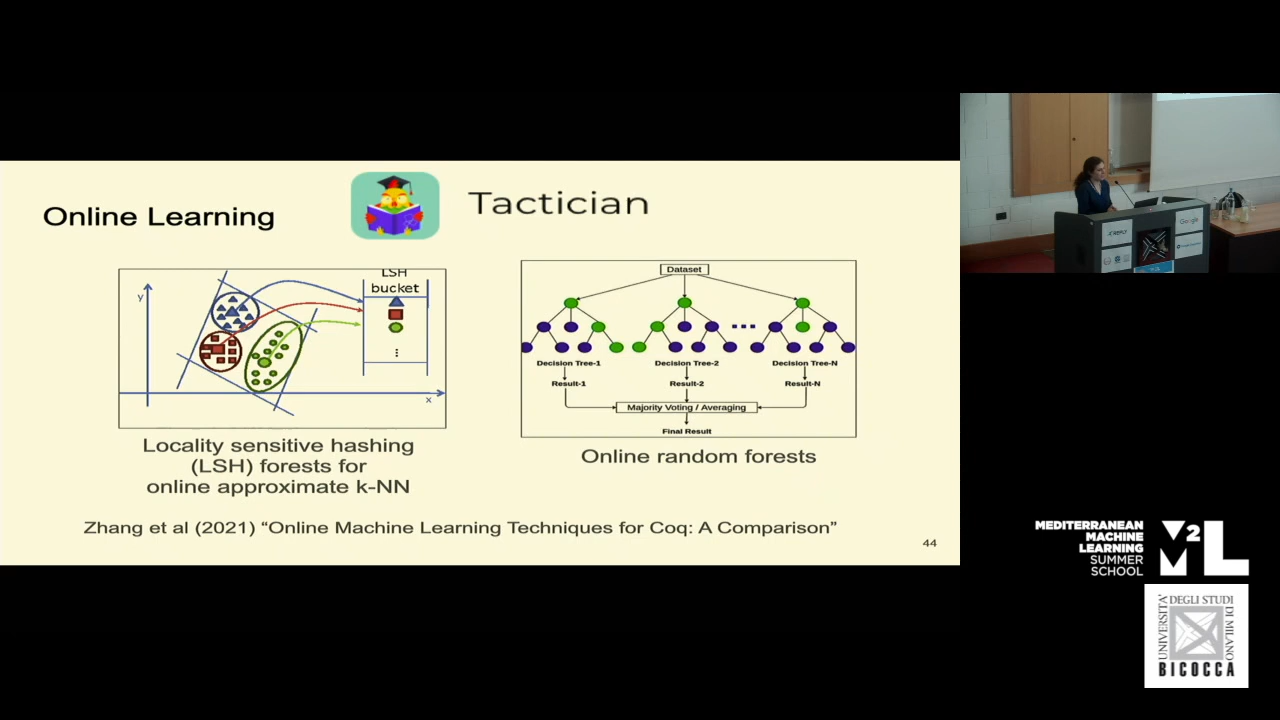 Online Learning
Tactician
LSH
bucket
y
x
Locality sensitive hashing
(LSH) forests for
online approximate k-NN
Dataset
Decision Tree-1
Decision Tree-2
Decision Tree-N
Result-1
Result-2
Result-N
Majority Voting / Averaging
Final Result
Online random forests
Zhang et al (2021) “Online Machine Learning Techniques for Coq: A Comparison”
44
Google
MEDITERRANEAN
MACHINE
LEARNING
SUMMER
SCHOOL
M2L
UNIVERSITA'
DEGLI STUDI
DI MILANO
BICOCCA